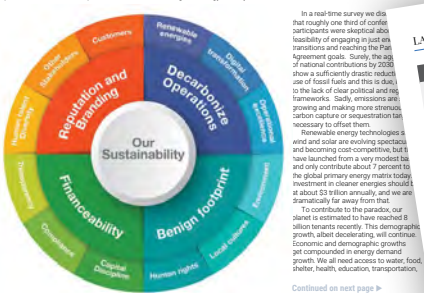 Renewable
energies
Digital
transformation
Operational
excellence
Environment
Local cultures
Human rights
Capital
Discipline
Compliance
Transparency
Human talent
Diversity
Other
Stakeholders
Customers
Reputation and
Branding
Decarbonize
Operations
Financeability
Benign footprint
Our
Sustainability
In a real-time survey we dis
that roughly one third of confer
participants were skeptical abou
feasibility of engaging in just en
transitions and reaching the Par
Agreement goals. Surely, the ag
of national contributions by 2030
show a sufficiently drastic reducti
use of fossil fuels and this is due, i
to the lack of clear political and reg
frameworks. Sadly, emissions are s
growing and making more strenuou
carbon capture or sequestration tar
necessary to offset them.
Renewable energy technologies s
wind and solar are evolving spectacu
and becoming cost-competitive, but t
have launched from a very modest ba
and only contribute about 7 percent to
the global primary energy matrix today.
Investment in cleaner energies should b
at about $3 trillion annually, and we are
dramatically far away from that.
To contribute to the paradox, our
planet is estimated to have reached 8
billion tenants recently. This demographic
growth, albeit decelerating, will continue.
Economic and demographic growths
get compounded in energy demand
growth. We all need access to water, food,
shelter, health, education, transportation,
Continued on next page ▶
LA